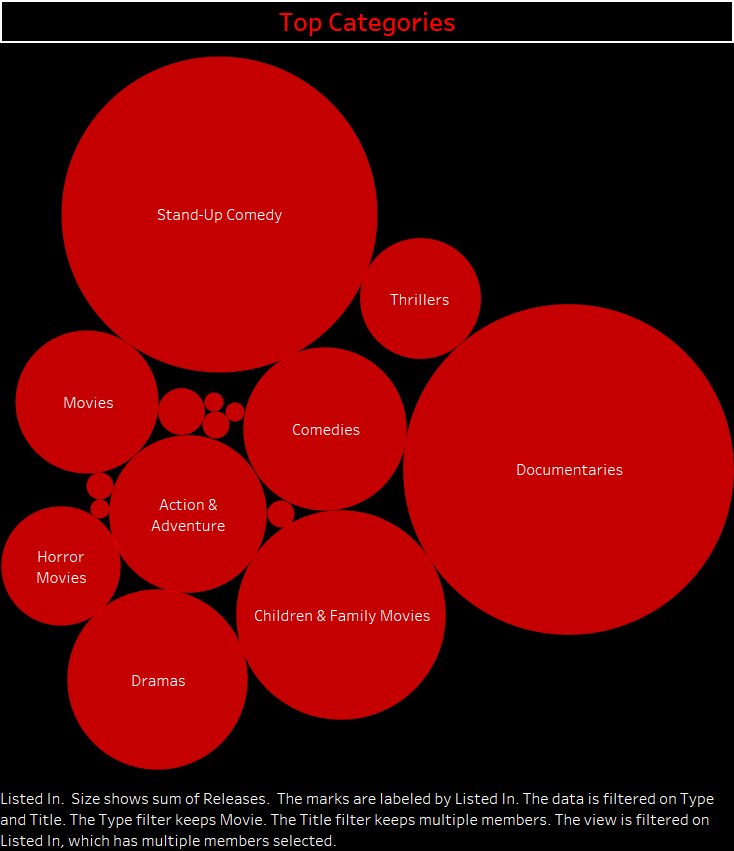 Top Categories
Stand-Up Comedy
Thrillers
Movies
Comedies
Documentaries
Action &
Adventure
Horror
Movies
Children & Family Movies
Dramas
Listed In.  Size shows sum of Releases.  The marks are labeled by Listed In. The data is filtered on Type
and Title. The Type filter keeps Movie. The Title filter keeps multiple members. The view is filtered on
Listed In, which has multiple members selected.